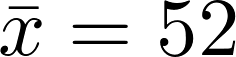 x̄ = 52